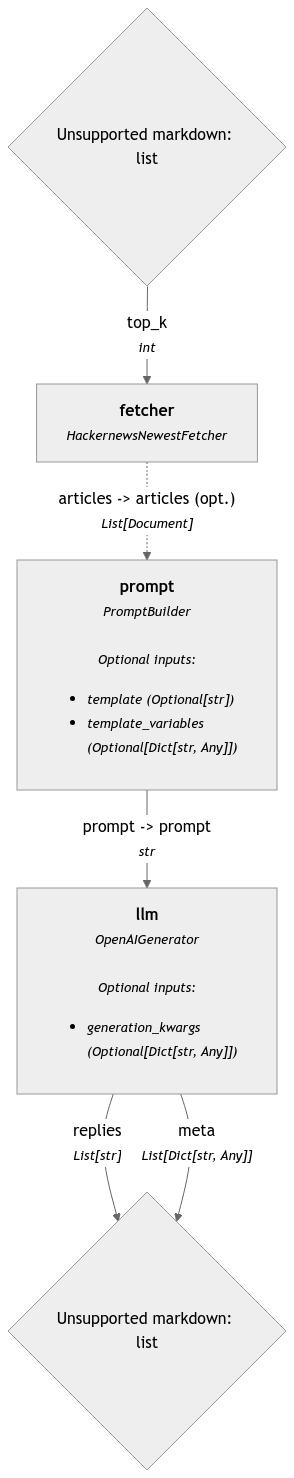 Unsupported markdown:
list
top_k
int
fetcher
HackernewsNewestFetcher
articles -> articles (opt.)
List[Document]
prompt
PromptBuilder
Optional inputs:
• template (Optional[str])
• template_variables
(Optional[Dict[str, Any]])
prompt -> prompt
str
llm
OpenAIGenerator
Optional inputs:
• generation_kwargs
(Optional[Dict[str, Any]])
replies
List[str]
meta
List[Dict[str, Any]]
Unsupported markdown:
list